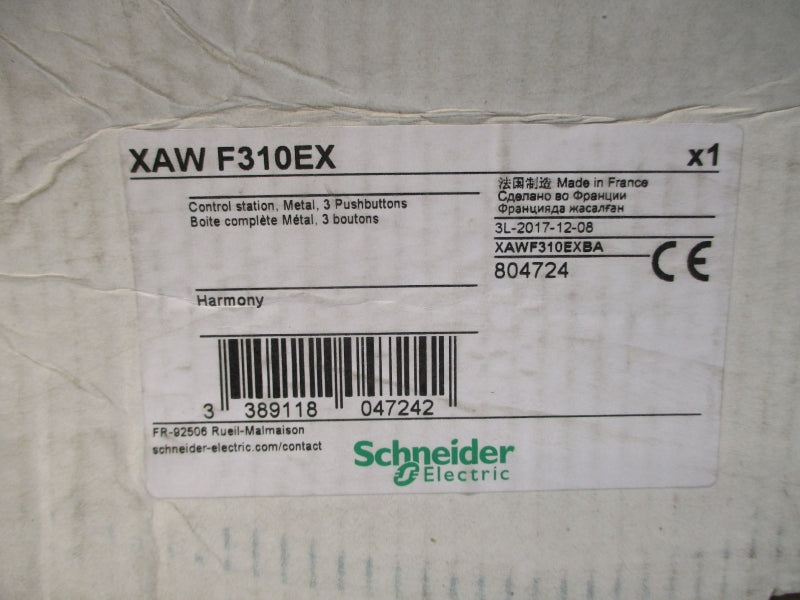 XAW F310EX
x1
Control station, Metal, 3 Pushbuttons
Boite complète Métal, 3 boutons
法国制造 Made in France
Сделано во Франции
Францияда жасалған
3L-2017-12-08
XAWF310EXBA
804724
CE
Harmony
3 389118 047242
FR-92506 Rueil-Malmaison
schneider-electric.com/contact
Schneider
Electric